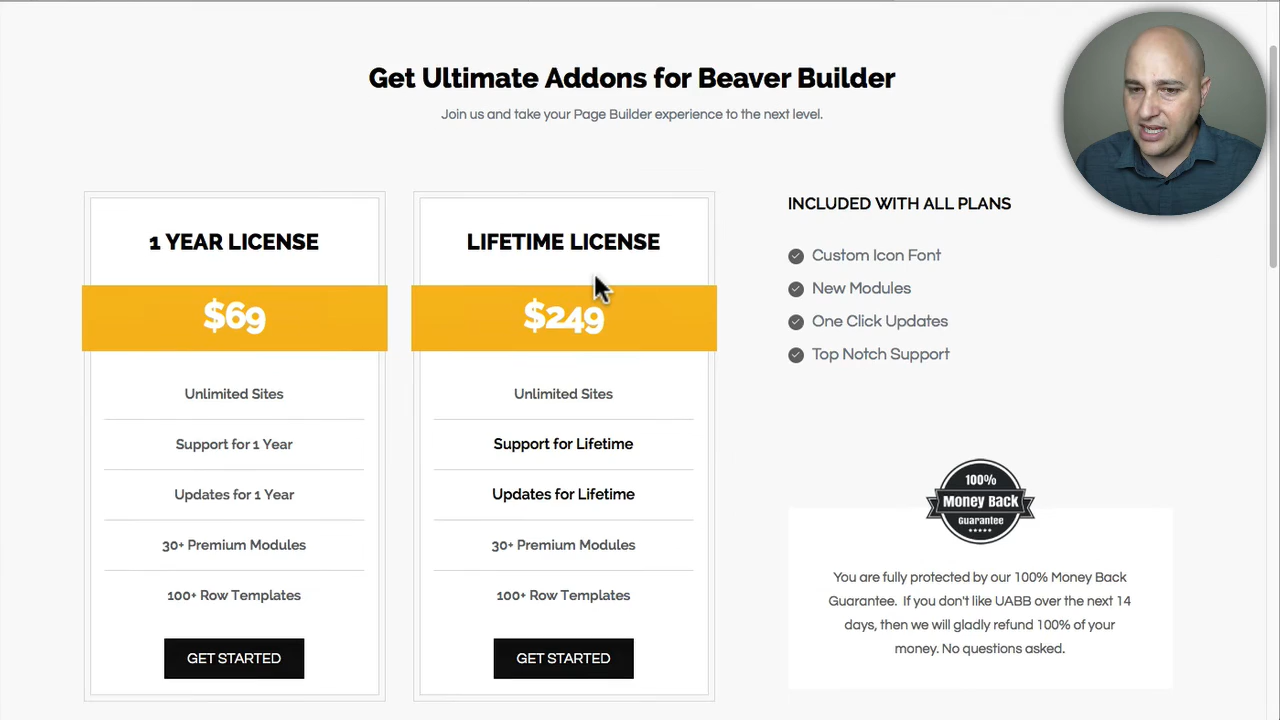 Get Ultimate Addons for Beaver Builder
Join us and take your Page Builder experience to the next level.
1 YEAR LICENSE
$69
Unlimited Sites
Support for 1 Year
Updates for 1 Year
30+ Premium Modules
100+ Row Templates
GET STARTED
LIFETIME LICENSE
$249
Unlimited Sites
Support for Lifetime
Updates for Lifetime
30+ Premium Modules
100+ Row Templates
GET STARTED
INCLUDED WITH ALL PLANS
Custom Icon Font
New Modules
One Click Updates
Top Notch Support
100%
Money Back
Guarantee
You are fully protected by our 100% Money Back
Guarantee. If you don't like UABB over the next 14
days, then we will gladly refund 100% of your
money. No questions asked.